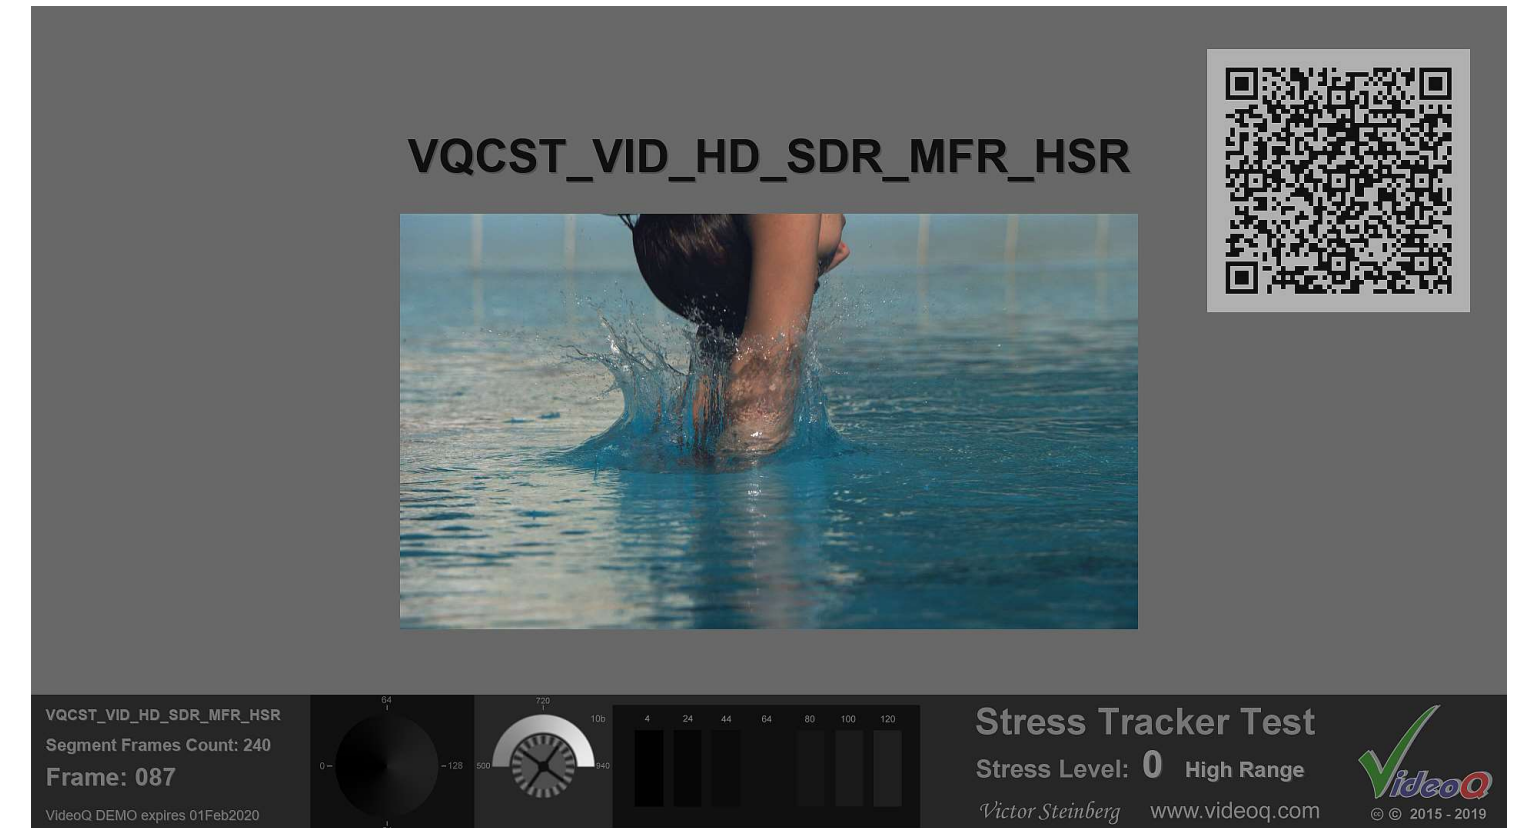 VQCST_VID_HD_SDR_MFR_HSR
VQCST_VID_HD_SDR_MFR_HSR
Segment Frames Count: 240
Frame: 087
VideoQ DEMO expires 01Feb2020
64
0
128
720
10b
500
940
4 24 44 64 80 100 120
Stress Tracker Test
Stress Level: 0 High Range
Victor Steinberg www.videoq.com
VideoQ
cc © 2015 - 2019